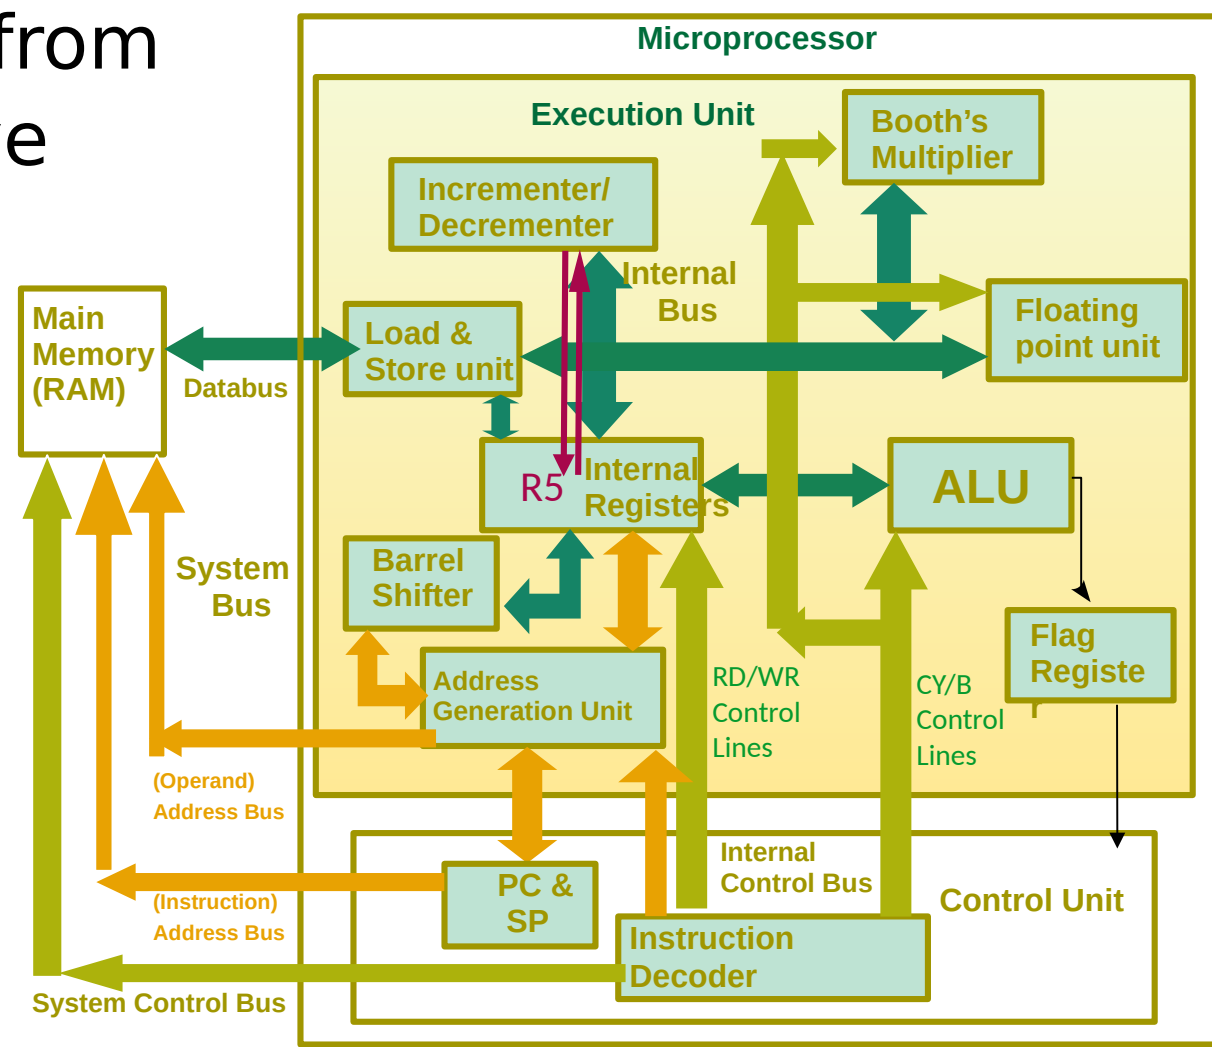 from
Microprocessor
Execution Unit
Booth's
Multiplier
Incrementer/
Decrementer
Internal
Bus
Main
Memory
(RAM)
Load &
Store unit
Floating
point unit
Databus
R5
Internal
Registers
ALU
System
Bus
Barrel
Shifter
Flag
Register
Address
Generation Unit
RD/WR
Control
Lines
CY/B
Control
Lines
(Operand)
Address Bus
Internal
Control Bus
PC &
SP
Control Unit
(Instruction)
Address Bus
Instruction
Decoder
System Control Bus